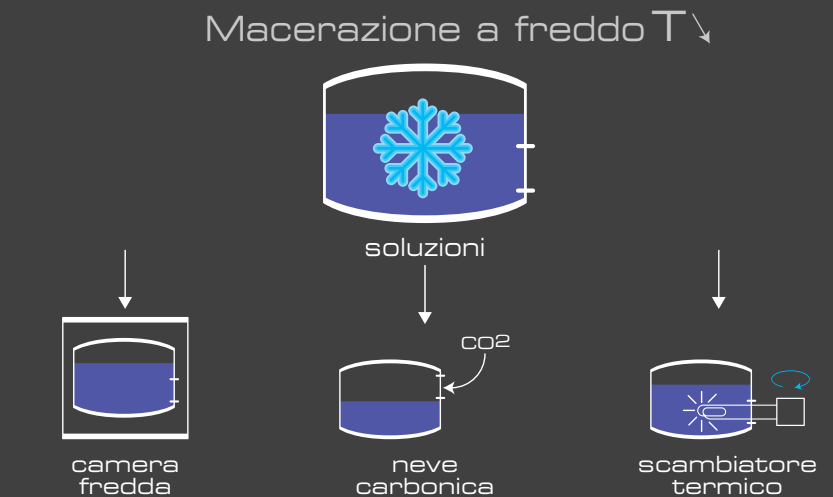 Macerazione a freddo T
soluzioni
CO2
camera
fredda
neve
carbonica
scambiatore
termico